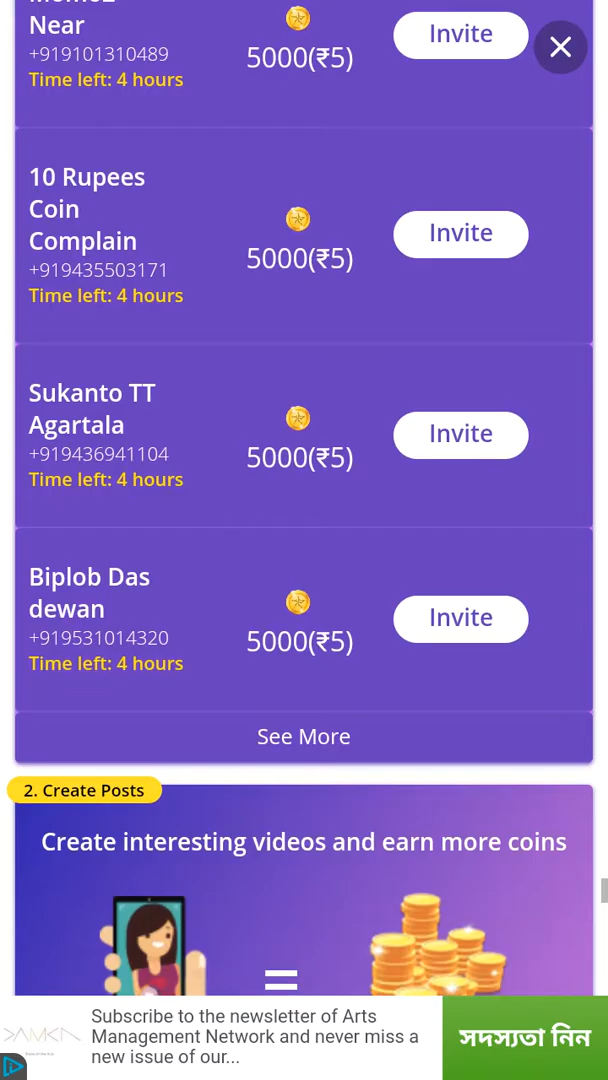 Near
+919101310489
Time left: 4 hours
5000(₹5)
Invite
10 Rupees
Coin
Complain
+919435503171
Time left: 4 hours
5000(₹5)
Invite
Sukanto TT
Agartala
+919436941104
Time left: 4 hours
5000(₹5)
Invite
Biplob Das
dewan
+919531014320
Time left: 4 hours
5000(₹5)
Invite
See More
2. Create Posts
Create interesting videos and earn more coins
=
Subscribe to the newsletter of Arts
Management Network and never miss a
new issue of our...
সদস্যতা নিন